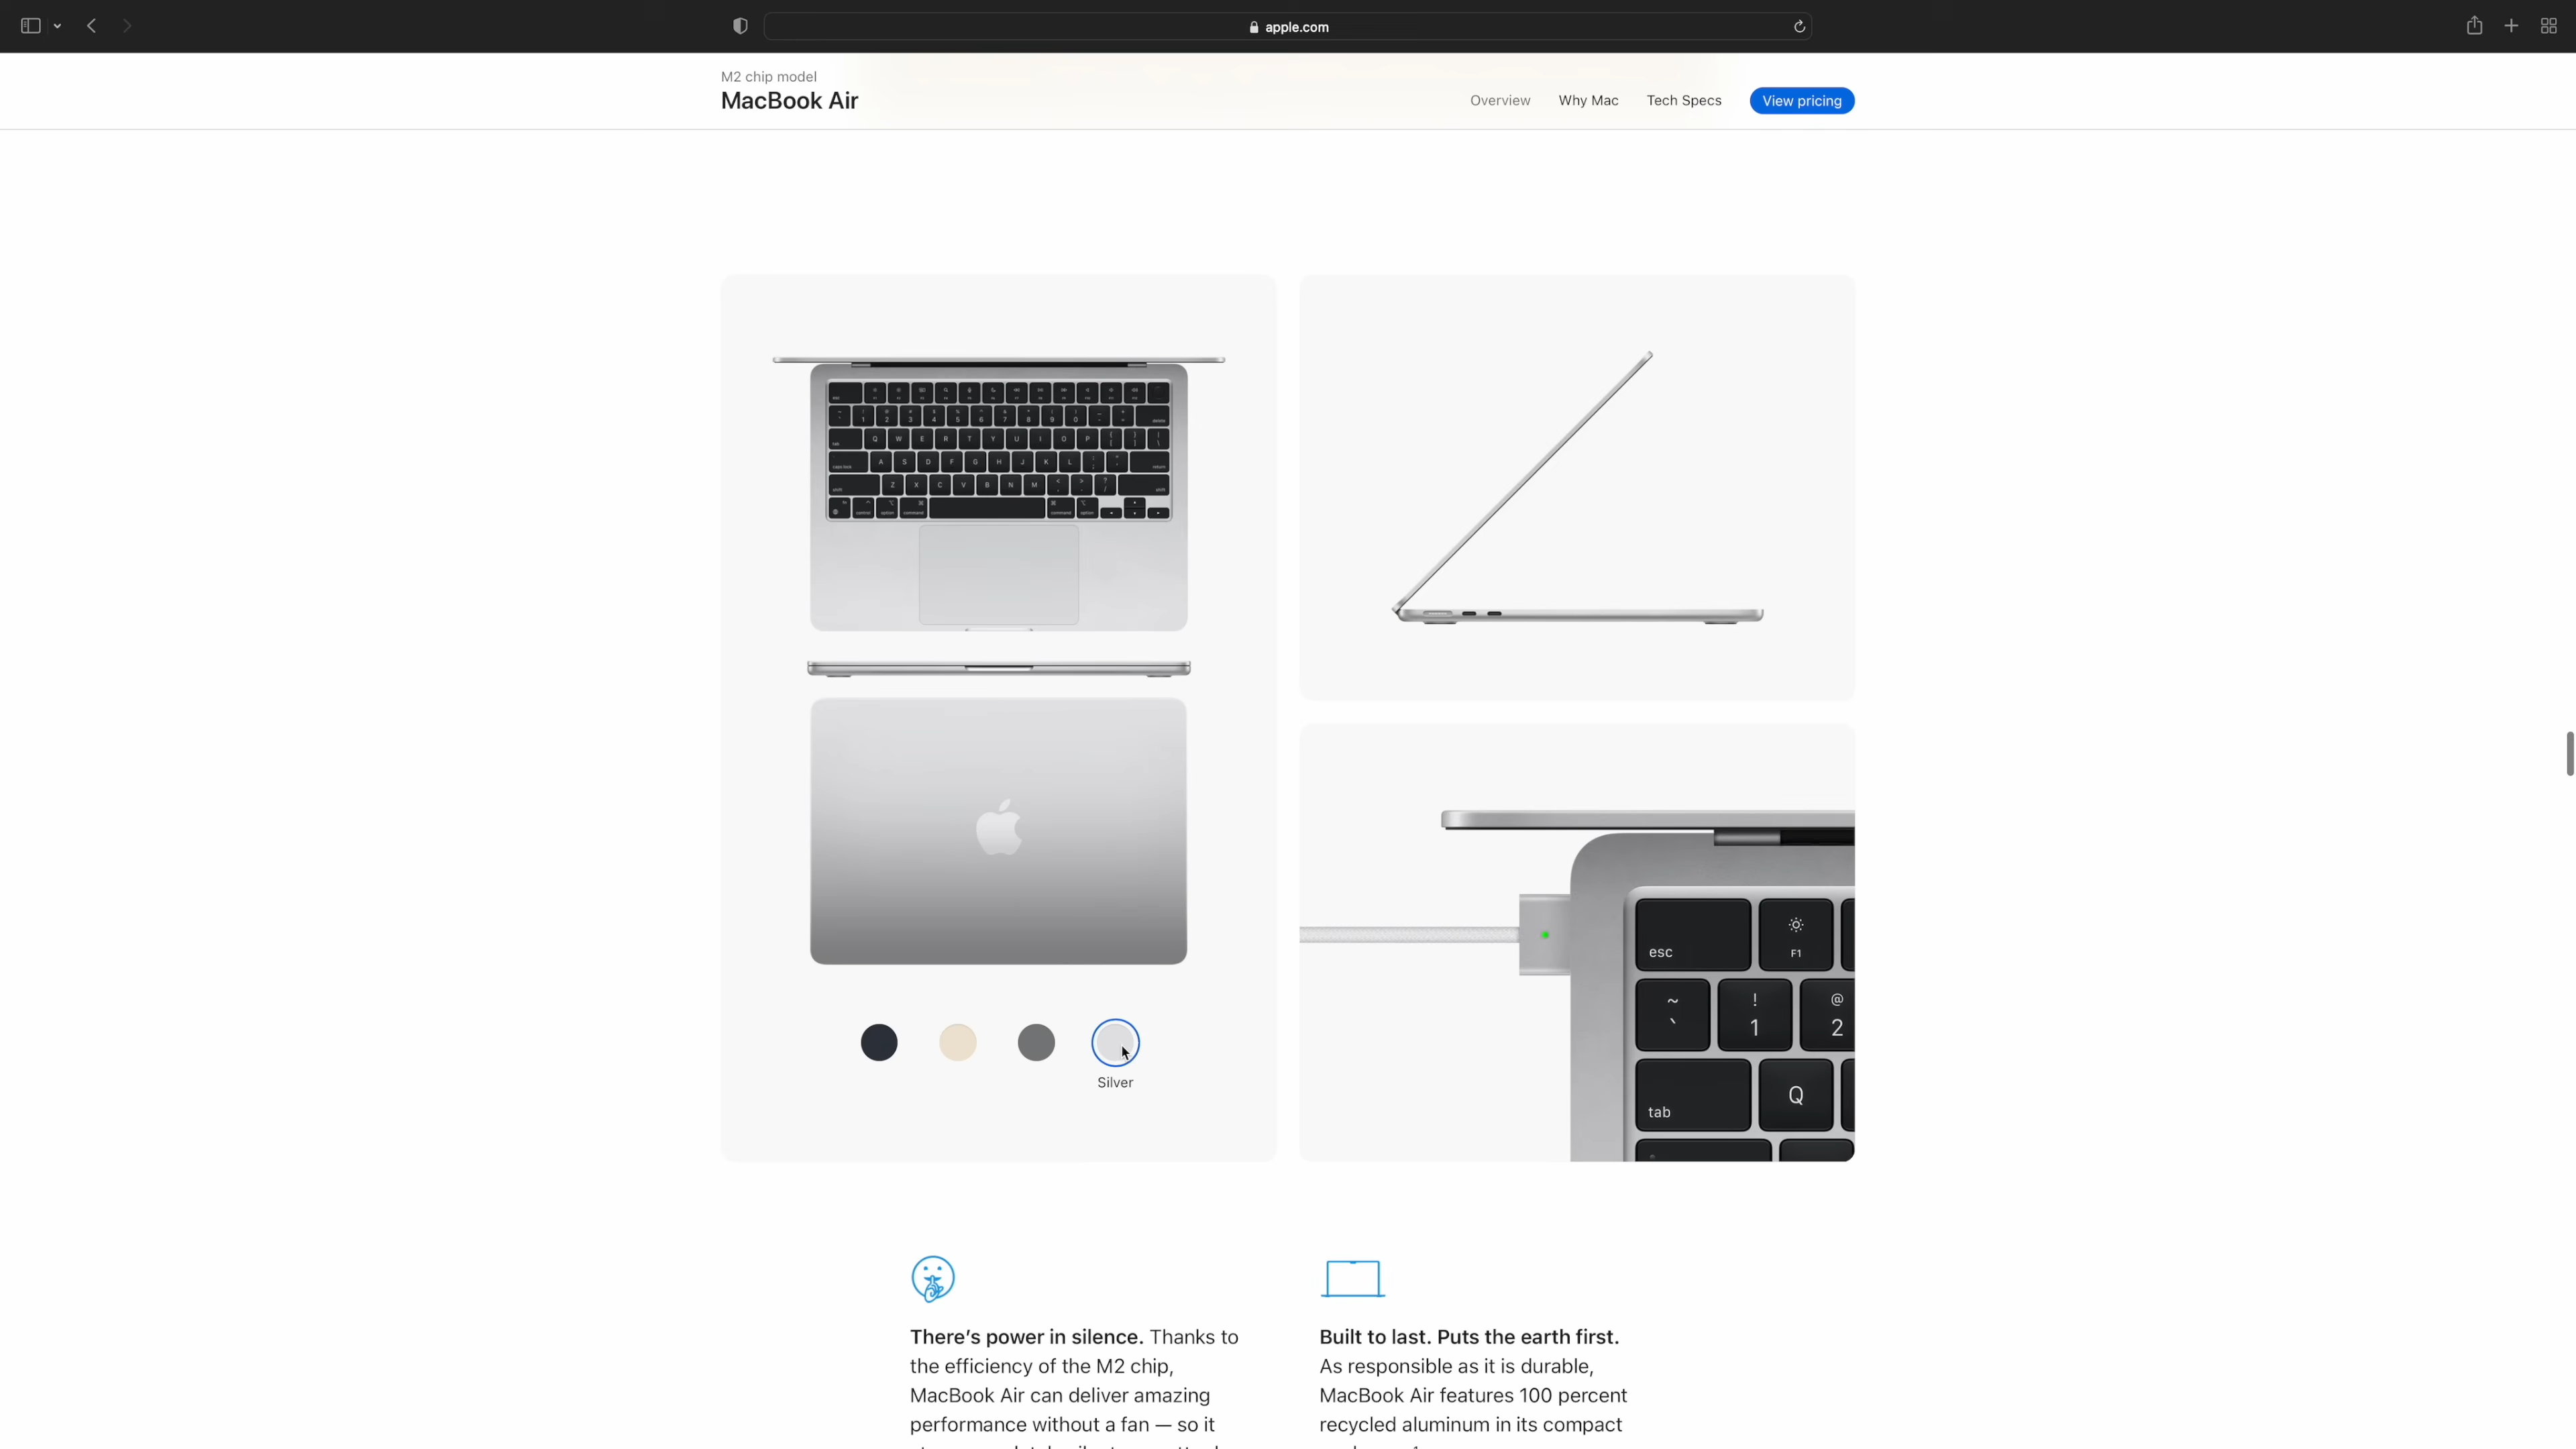 apple.com
M2 chip model
MacBook Air
Overview Why Mac Tech Specs View pricing
esc
F1
~ ! @
` 1 2
tab Q
Q W E R T Y U I O P
A S D F G H J K L
Z X C V B N M
Silver
There's power in silence. Thanks to
the efficiency of the M2 chip,
MacBook Air can deliver amazing
performance without a fan — so it
Built to last. Puts the earth first.
As responsible as it is durable,
MacBook Air features 100 percent
recycled aluminum in its compact